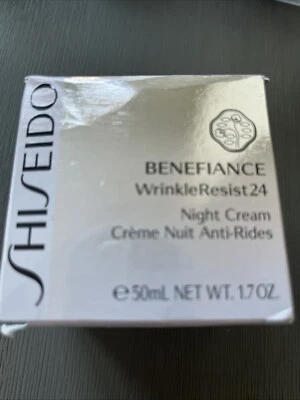 SHISEIDO
BENEFIANCE
WrinkleResist24
Night Cream
Crème Nuit Anti-Rides
℮50mL NET WT. 1.7 OZ.